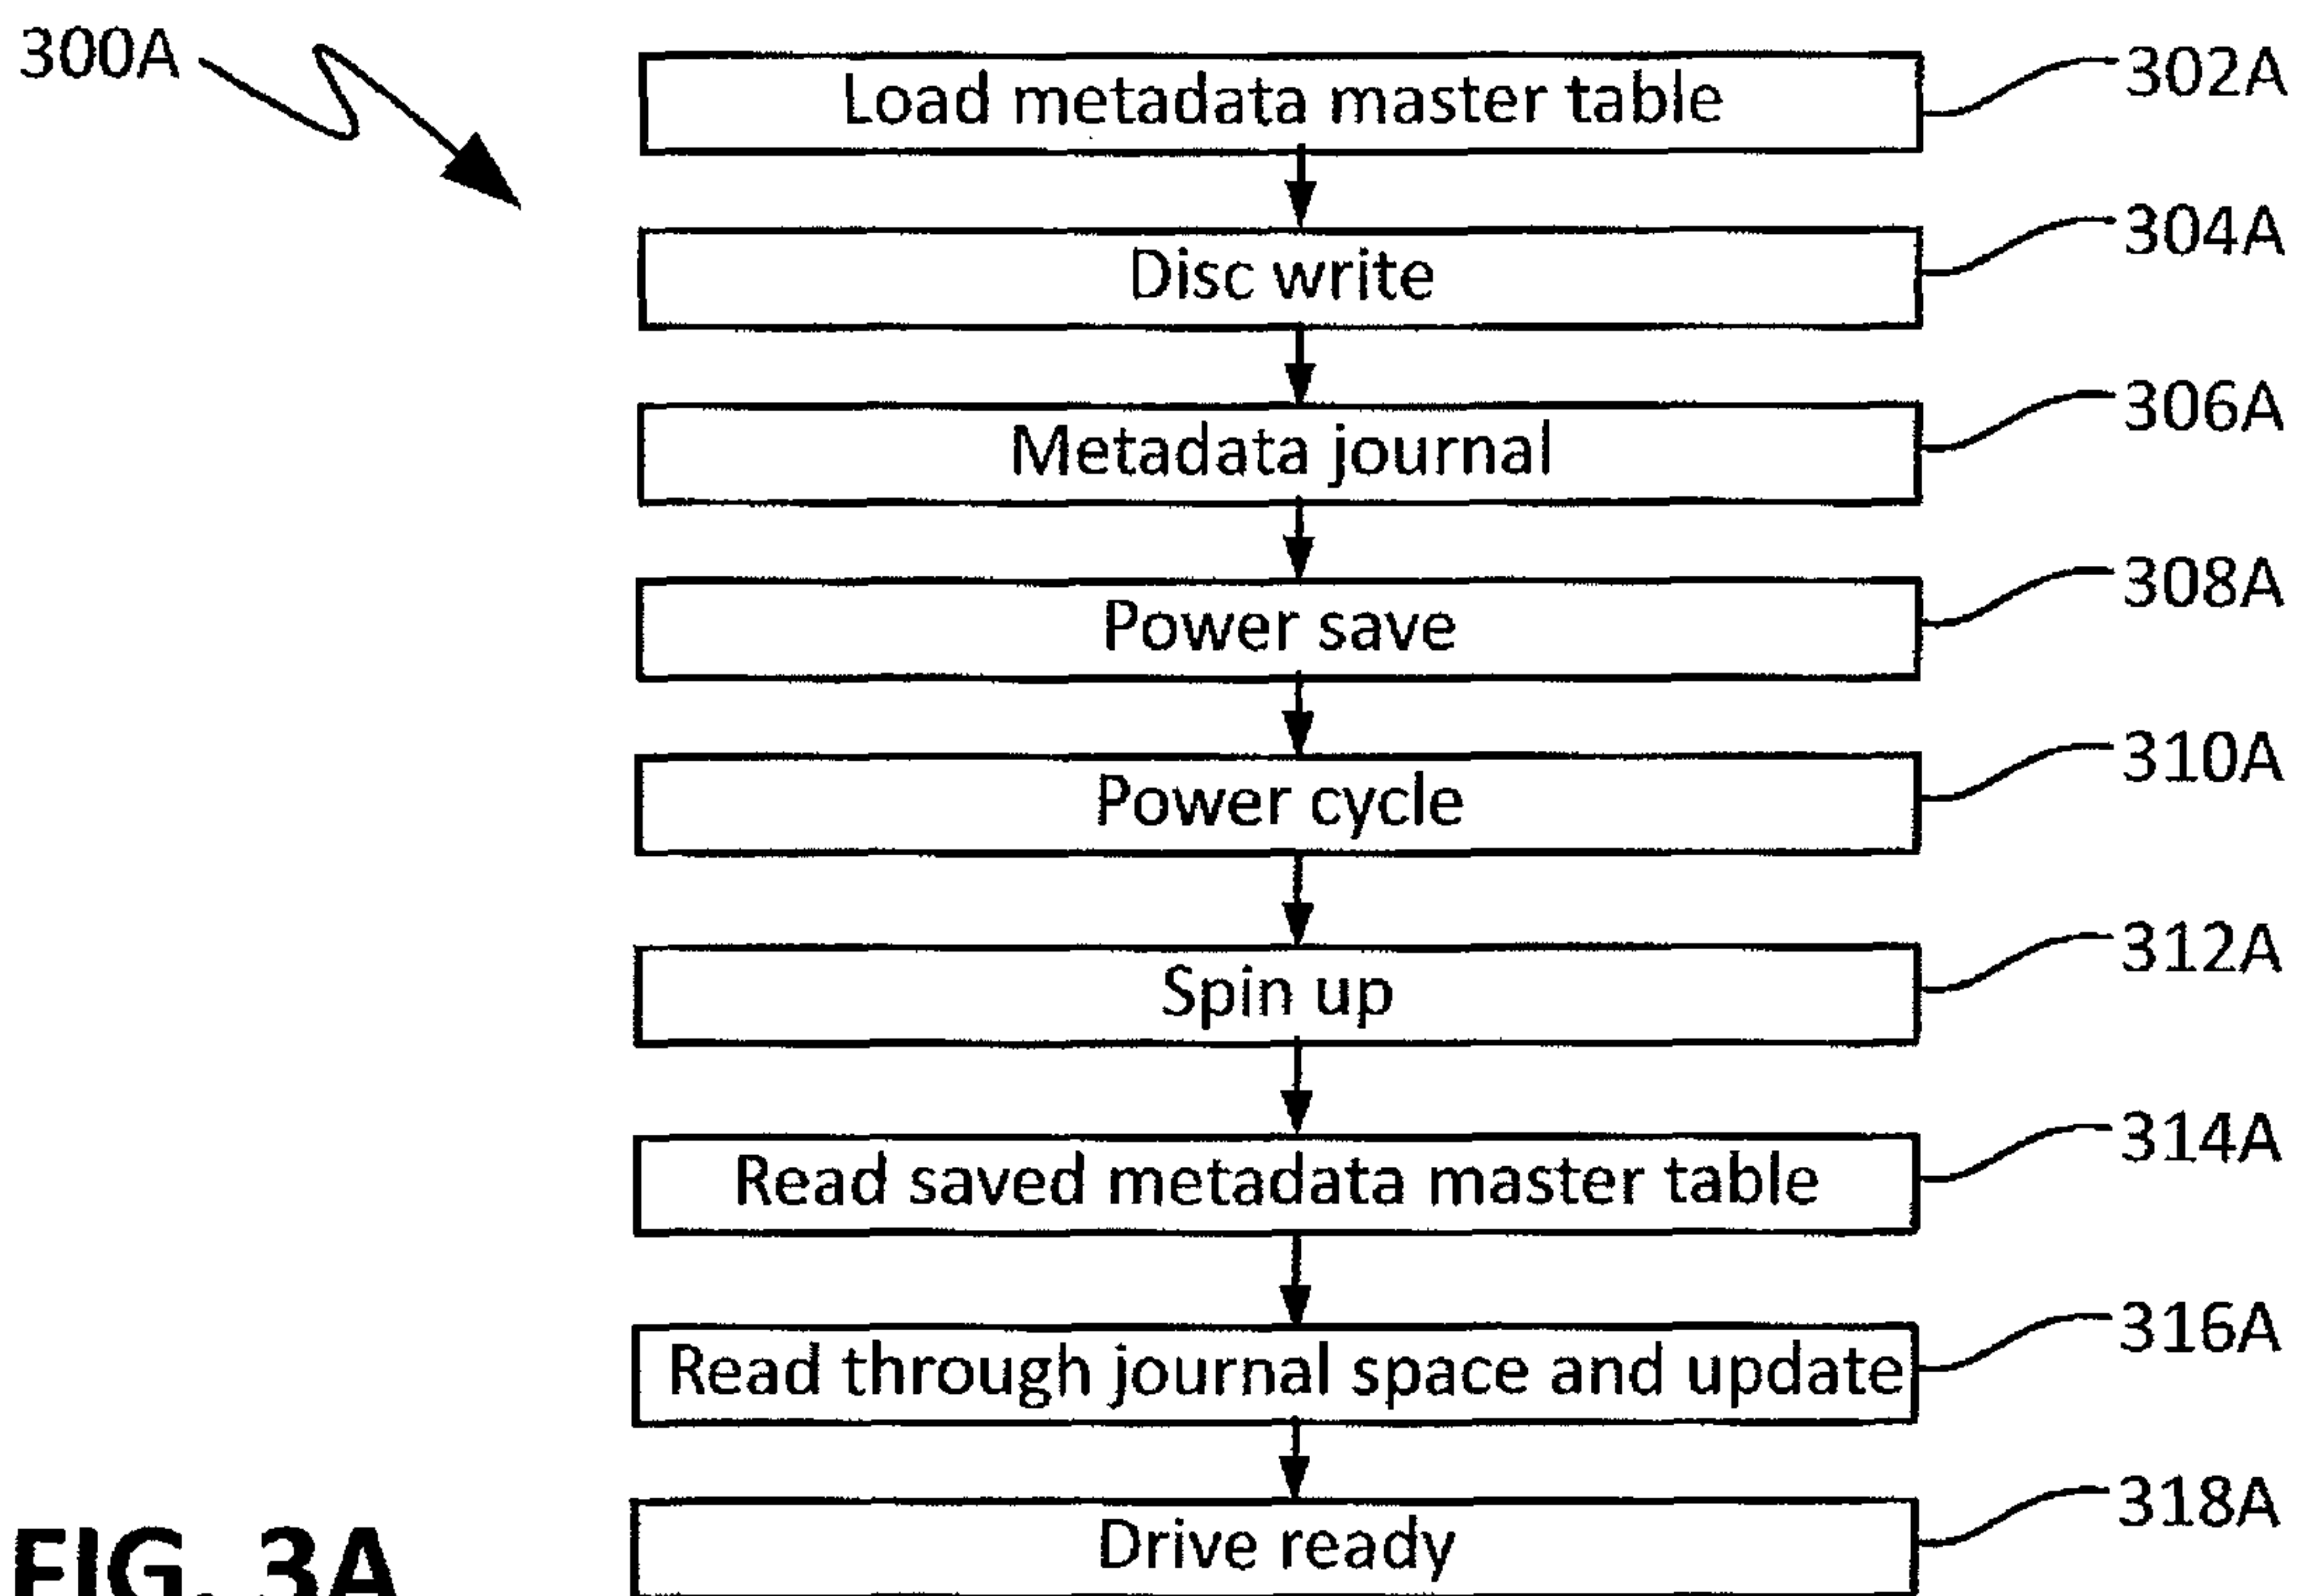 300A
Load metadata master table
302A
Disc write
304A
Metadata journal
306A
Power save
308A
Power cycle
310A
Spin up
312A
Read saved metadata master table
314A
Read through journal space and update
316A
Drive ready
318A
FIG. 3A